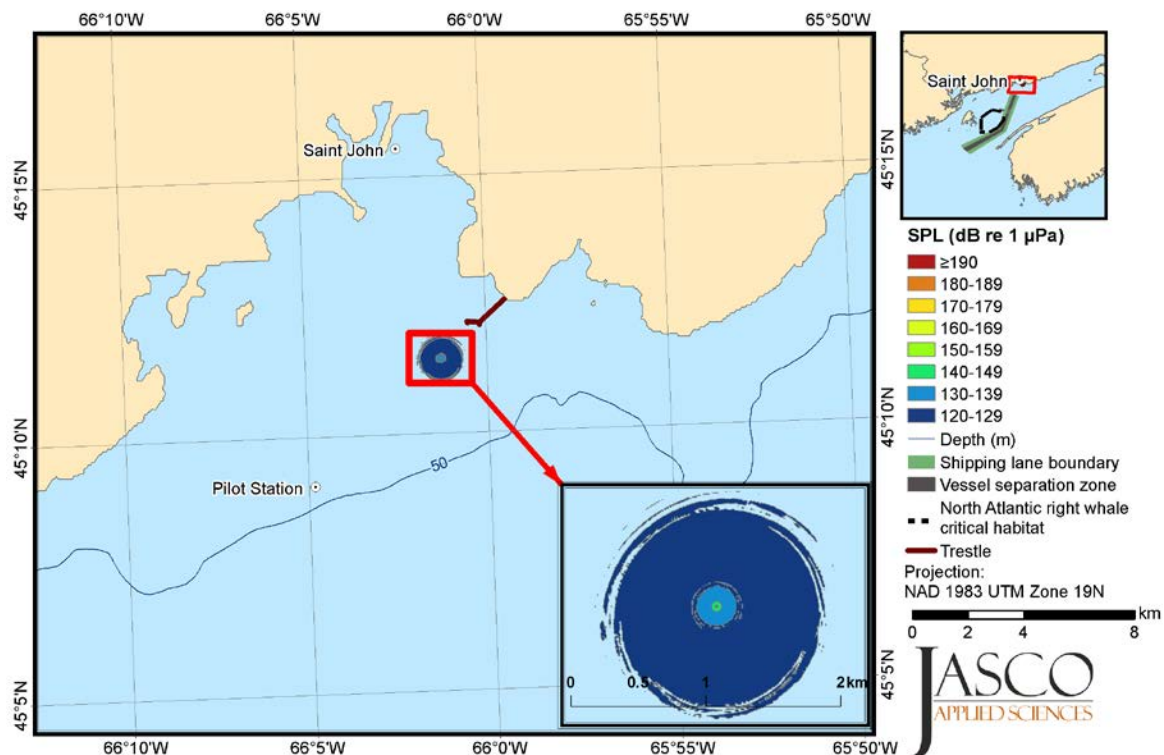 66°10'W 66°5'W 66°0'W 65°55'W 65°50'W
45°15'N
45°10'N
45°5'N
Saint John
Pilot Station
50
0 0.5 1 2 km
45°15'N
45°10'N
45°5'N
66°10'W 66°5'W 66°0'W 65°55'W 65°50'W
Saint John
SPL (dB re 1 µPa)
≥190
180-189
170-179
160-169
150-159
140-149
130-139
120-129
Depth (m)
Shipping lane boundary
Vessel separation zone
North Atlantic right whale
critical habitat
Trestle
Projection:
NAD 1983 UTM Zone 19N
km
0 2 4 8
JASCO
APPLIED SCIENCES